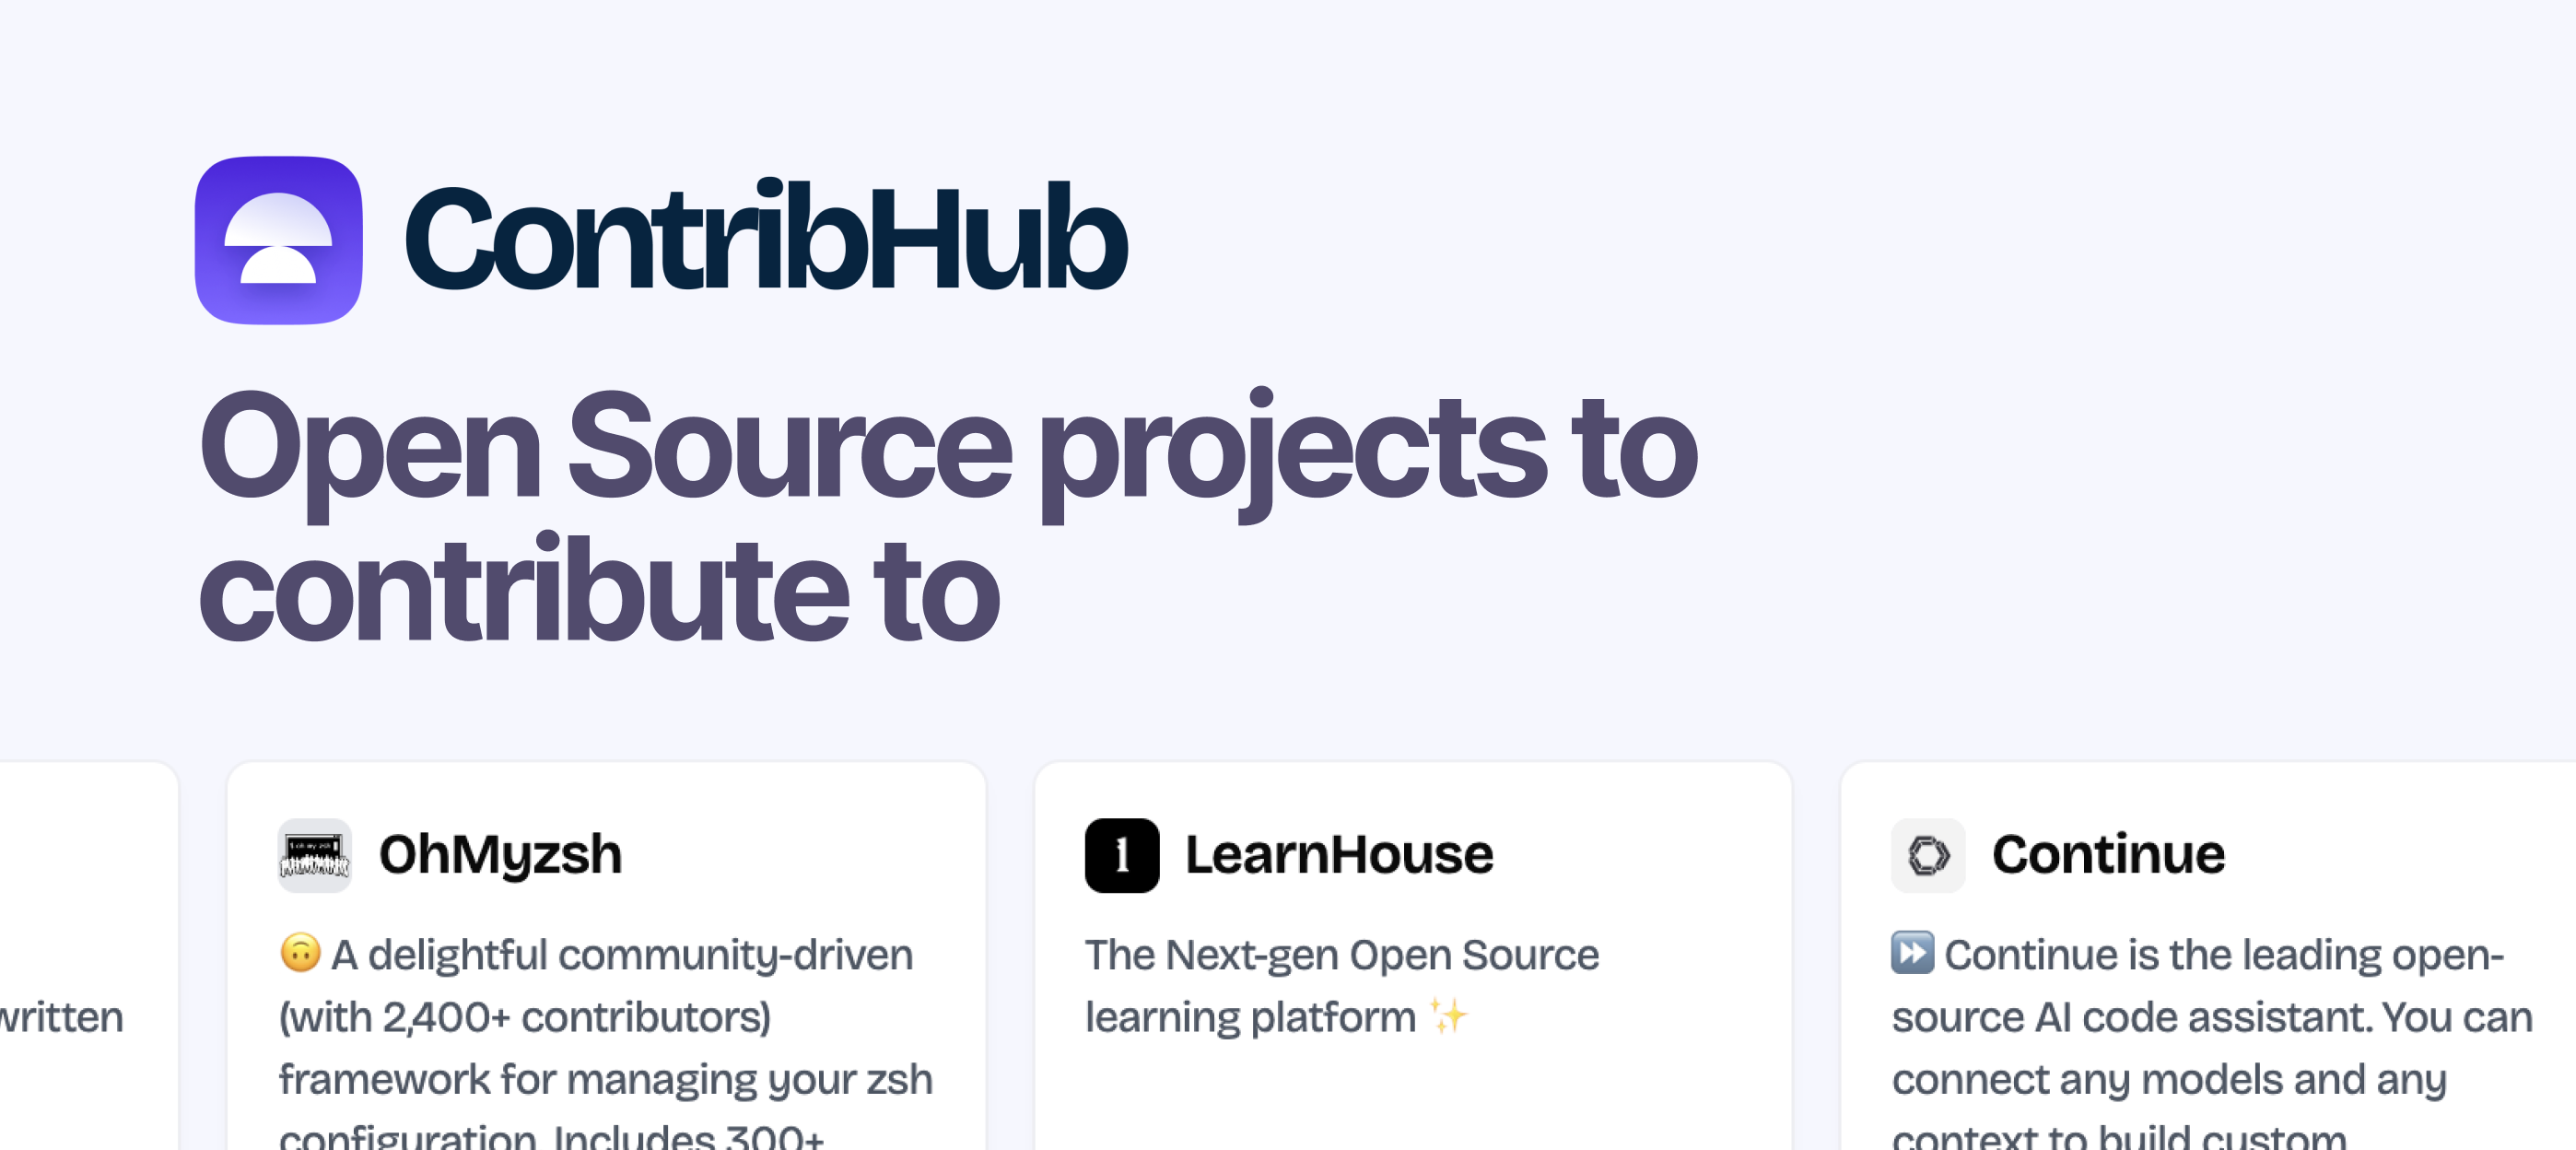 ContribHub
Open Source projects to
contribute to
written
OhMyzsh
🙃 A delightful community-driven
(with 2,400+ contributors)
framework for managing your zsh
configuration. Includes 300+
LearnHouse
The Next-gen Open Source
learning platform ✨
Continue
⏩ Continue is the leading open-
source AI code assistant. You can
connect any models and any
context to build custom